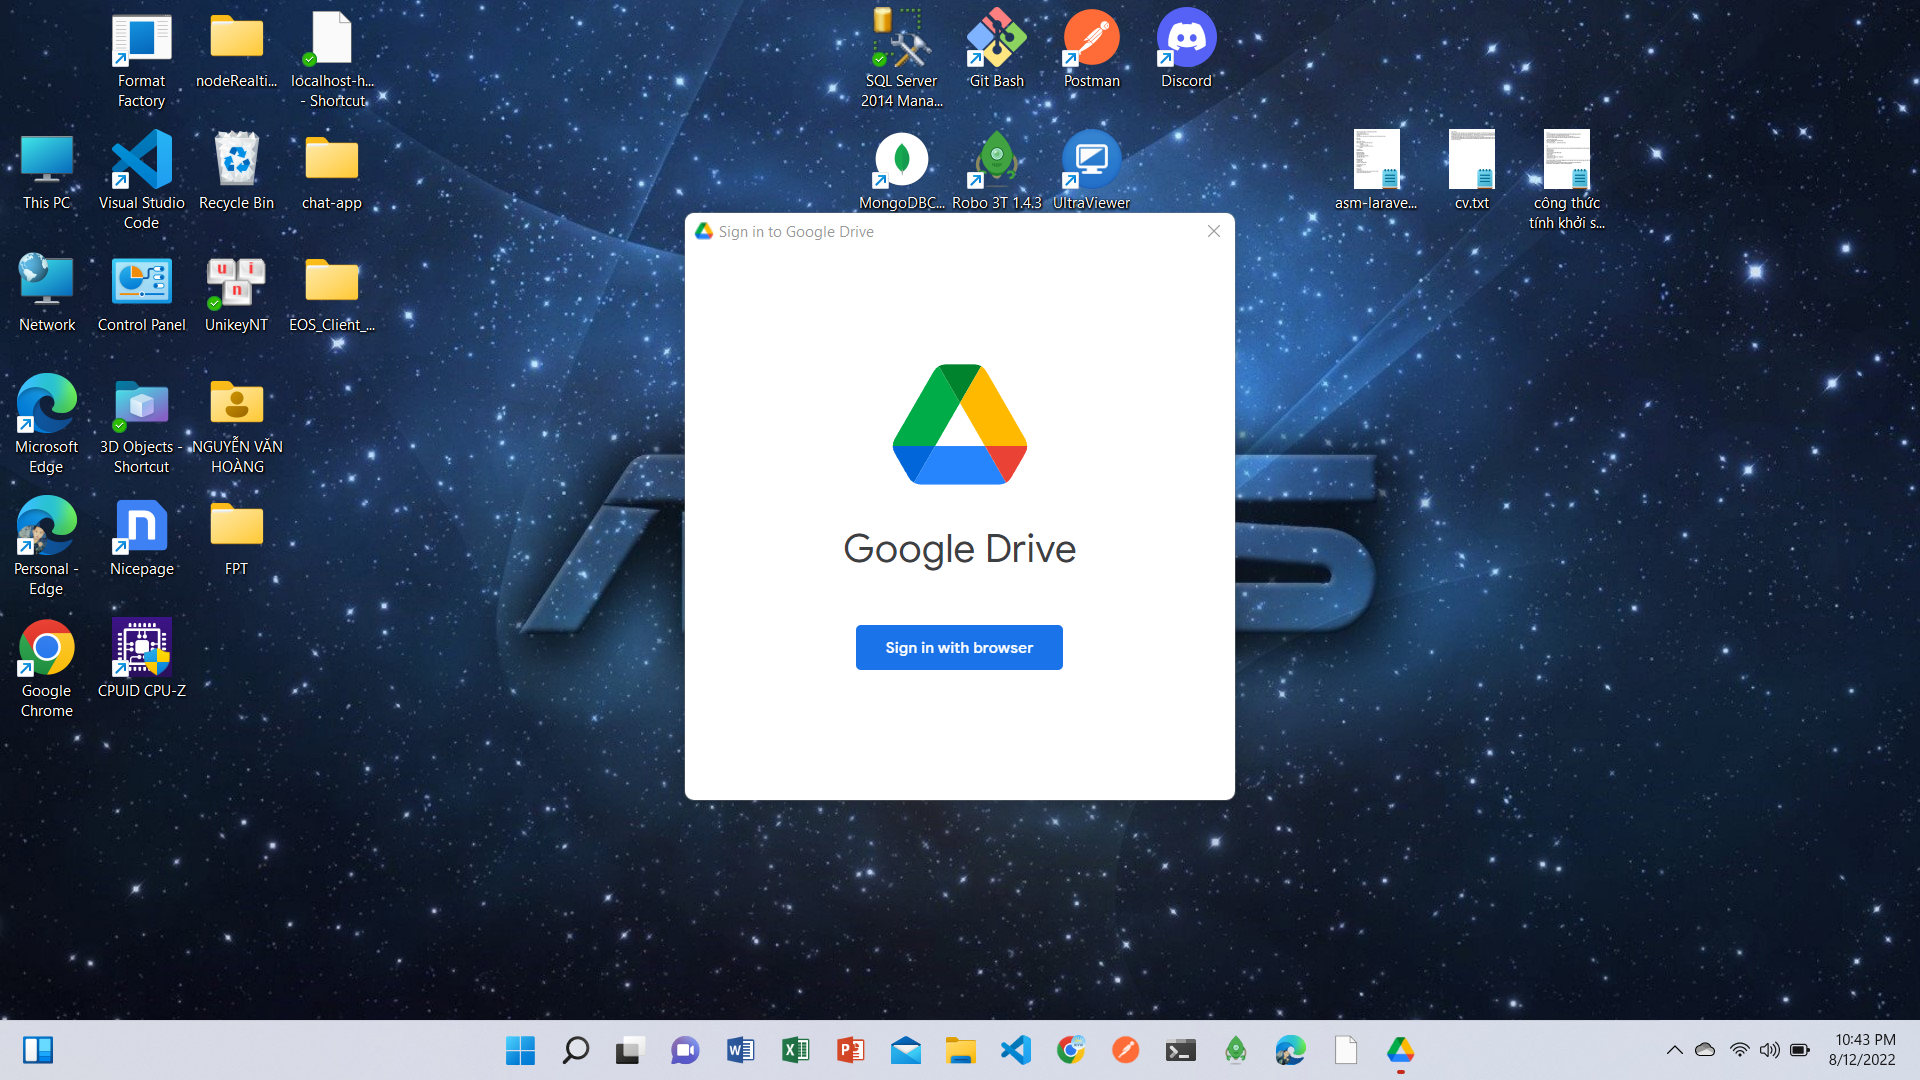 Format
Factory
nodeRealti...
localhost-h...
- Shortcut
SQL Server
2014 Mana...
Git Bash
Postman
Discord
This PC
Visual Studio
Code
Recycle Bin
chat-app
MongoDBC...
Robo 3T 1.4.3
UltraViewer
asm-larave...
cv.txt
công thức
tính khởi s...
Network
Control Panel
UnikeyNT
EOS_Client_...
Microsoft
Edge
3D Objects -
Shortcut
NGUYỄN VĂN
HOÀNG
Personal -
Edge
Nicepage
FPT
Google
Chrome
CPUID CPU-Z
Sign in to Google Drive
Google Drive
Sign in with browser
10:43 PM
8/12/2022